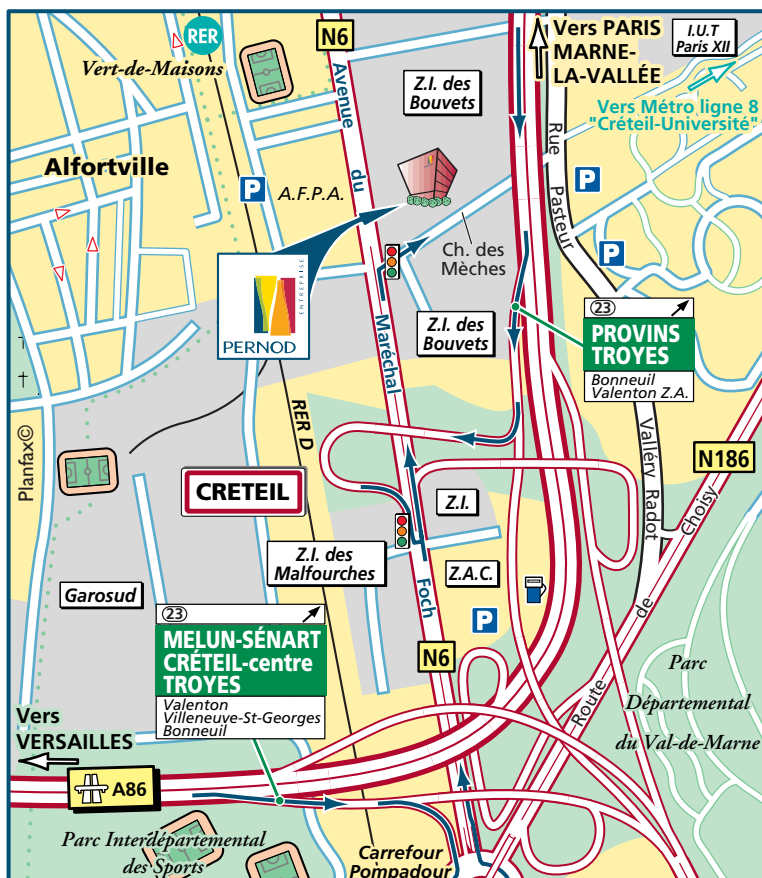 RER
Vert-de-Maisons
N6
Vers PARIS
MARNE-
LA-VALLÉE
I.U.T
Paris XII
Vers Métro ligne 8
"Créteil-Université"
Z.I. des
Bouvets
Avenue du Maréchal Foch
Rue Pasteur Valléry Radot
Alfortville
P
A.F.P.A.
P
P
Ch. des
Mèches
ENTREPRISE
PERNOD
Z.I. des
Bouvets
23
PROVINS
TROYES
Bonneuil
Valenton Z.A.
Planfax©
RER D
N186
Route de Choisy
CRETEIL
Z.I.
Z.I. des
Malfourches
Z.A.C.
Garosud
P
23
MELUN-SÉNART
CRÉTEIL-centre
TROYES
Valenton
Villeneuve-St-Georges
Bonneuil
N6
Parc
Départemental
du Val-de-Marne
Vers
VERSAILLES
A86
Parc Interdépartemental
des Sports
Carrefour
Pompadour